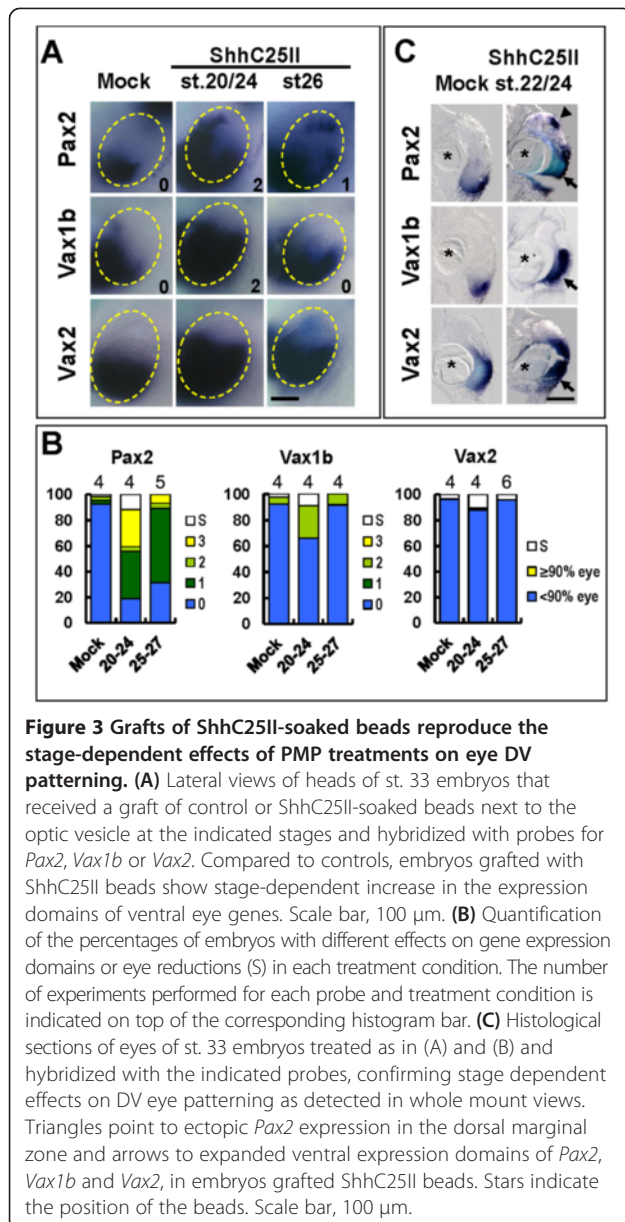 A
ShhC25II
Mock st.20/24 st26
Pax2
0 2 1
Vax1b
0 2 0
Vax2
C
ShhC25II
Mock st.22/24
Pax2
*
*
Vax1b
*
*
Vax2
*
*
B
Pax2
4 4 5
100
80
60
40
20
0
Mock
20-24
25-27
S
3
2
1
0
Vax1b
4 4 4
100
80
60
40
20
0
Mock
20-24
25-27
S
3
2
1
0
Vax2
4 4 6
100
80
60
40
20
0
Mock
20-24
25-27
S
≥90% eye
<90% eye
Figure 3 Grafts of ShhC25II-soaked beads reproduce the
stage-dependent effects of PMP treatments on eye DV
patterning. (A) Lateral views of heads of st. 33 embryos that
received a graft of control or ShhC25II-soaked beads next to the
optic vesicle at the indicated stages and hybridized with probes for
Pax2, Vax1b or Vax2. Compared to controls, embryos grafted with
ShhC25II beads show stage-dependent increase in the expression
domains of ventral eye genes. Scale bar, 100 μm. (B) Quantification
of the percentages of embryos with different effects on gene expression
domains or eye reductions (S) in each treatment condition. The number
of experiments performed for each probe and treatment condition is
indicated on top of the corresponding histogram bar. (C) Histological
sections of eyes of st. 33 embryos treated as in (A) and (B) and
hybridized with the indicated probes, confirming stage dependent
effects on DV eye patterning as detected in whole mount views.
Triangles point to ectopic Pax2 expression in the dorsal marginal
zone and arrows to expanded ventral expression domains of Pax2,
Vax1b and Vax2, in embryos grafted ShhC25II beads. Stars indicate
the position of the beads. Scale bar, 100 μm.